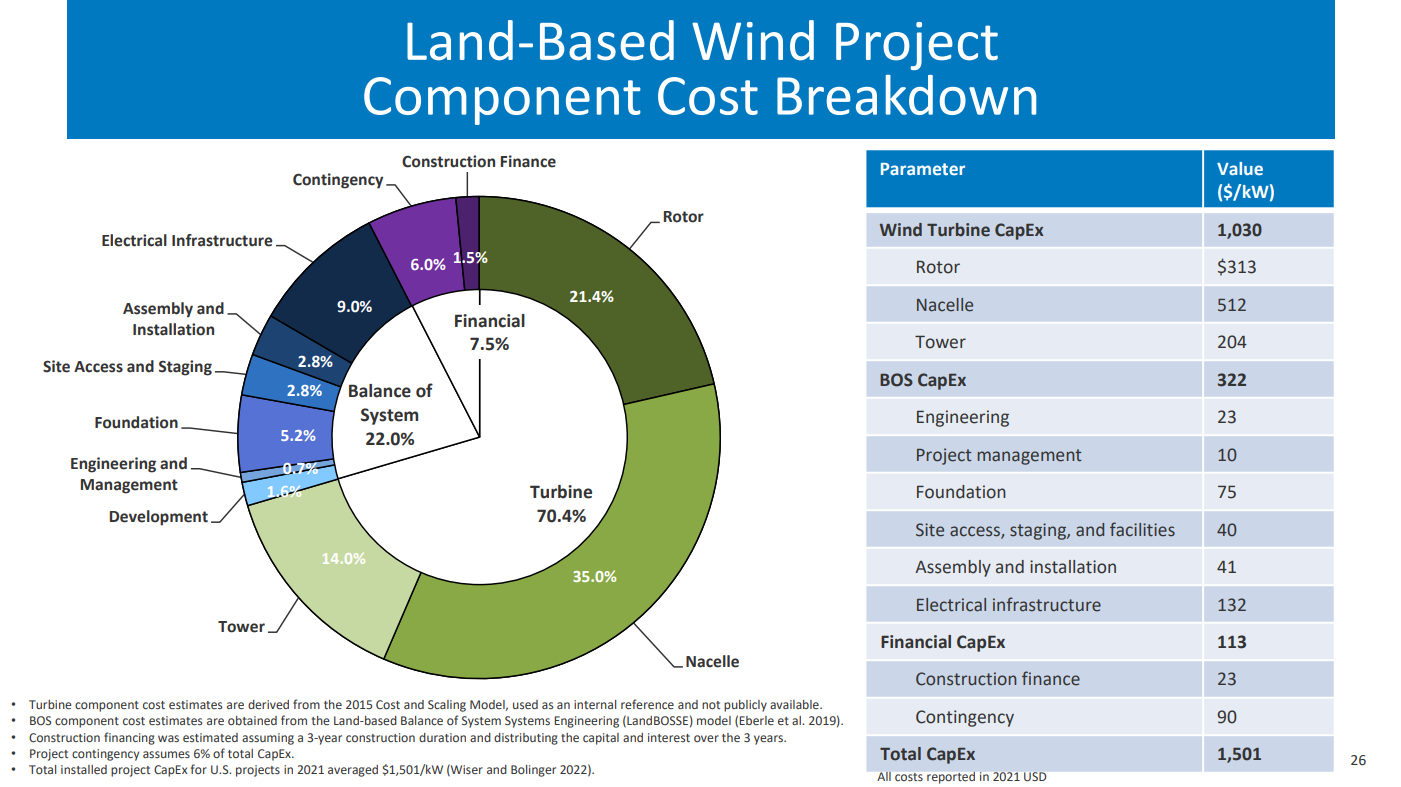 Land-Based Wind Project
Component Cost Breakdown
Construction Finance
Contingency
Rotor
Electrical Infrastructure
1.5%
6.0%
21.4%
9.0%
Assembly and
Installation
Financial
7.5%
2.8%
Site Access and Staging
2.8%
Balance of
System
22.0%
Foundation
5.2%
Engineering and
Management
0.7%
1.6%
Development
Turbine
70.4%
14.0%
35.0%
Tower
Nacelle
• Turbine component cost estimates are derived from the 2015 Cost and Scaling Model, used as an internal reference and not publicly available.
• BOS component cost estimates are obtained from the Land-based Balance of System Systems Engineering (LandBOSSE) model (Eberle et al. 2019).
• Construction financing was estimated assuming a 3-year construction duration and distributing the capital and interest over the 3 years.
• Project contingency assumes 6% of total CapEx.
• Total installed project CapEx for U.S. projects in 2021 averaged $1,501/kW (Wiser and Bolinger 2022).
Parameter Value
($/kW)
Wind Turbine CapEx 1,030
Rotor $313
Nacelle 512
Tower 204
BOS CapEx 322
Engineering 23
Project management 10
Foundation 75
Site access, staging, and facilities 40
Assembly and installation 41
Electrical infrastructure 132
Financial CapEx 113
Construction finance 23
Contingency 90
Total CapEx 1,501
All costs reported in 2021 USD
26